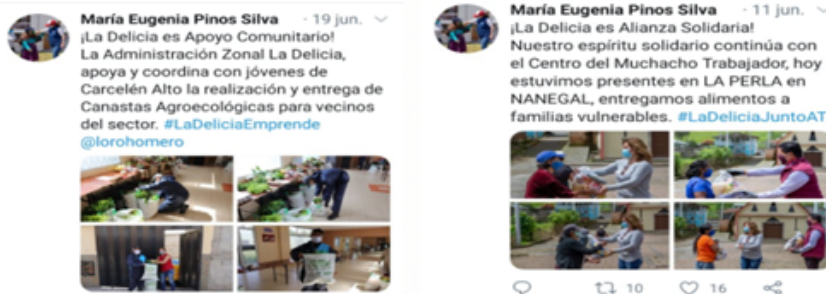 María Eugenia Pinos Silva · 19 jun.
¡La Delicia es Apoyo Comunitario!
La Administración Zonal La Delicia,
apoya y coordina con jóvenes de
Carcelén Alto la realización y entrega de
Canastas Agroecológicas para vecinos
del sector. #LaDeliciaEmprende
@lorohomero
María Eugenia Pinos Silva · 11 jun.
¡La Delicia es Alianza Solidaria!
Nuestro espíritu solidario continúa con
el Centro del Muchacho Trabajador, hoy
estuvimos presentes en LA PERLA en
NANEGAL, entregamos alimentos a
familias vulnerables. #LaDeliciaJuntoAT
10 16